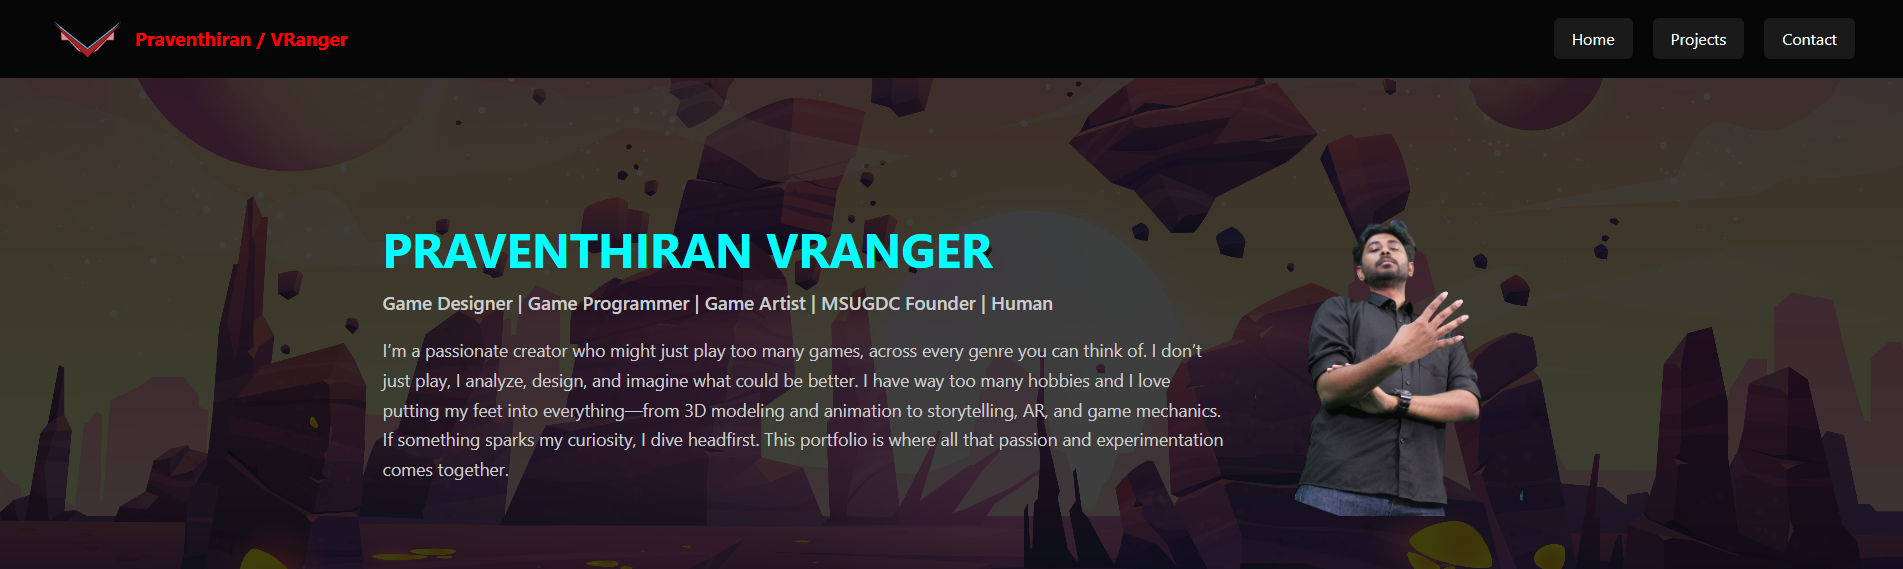 Praventhiran / VRanger
Home
Projects
Contact
PRAVENTHIRAN VRANGER
Game Designer | Game Programmer | Game Artist | MSUGDC Founder | Human
I’m a passionate creator who might just play too many games, across every genre you can think of. I don’t
just play, I analyze, design, and imagine what could be better. I have way too many hobbies and I love
putting my feet into everything—from 3D modeling and animation to storytelling, AR, and game mechanics.
If something sparks my curiosity, I dive headfirst. This portfolio is where all that passion and experimentation
comes together.